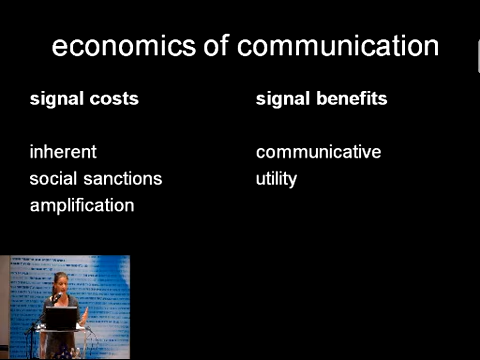 economics of communication
signal costs
signal benefits
inherent
communicative
social sanctions
utility
amplification